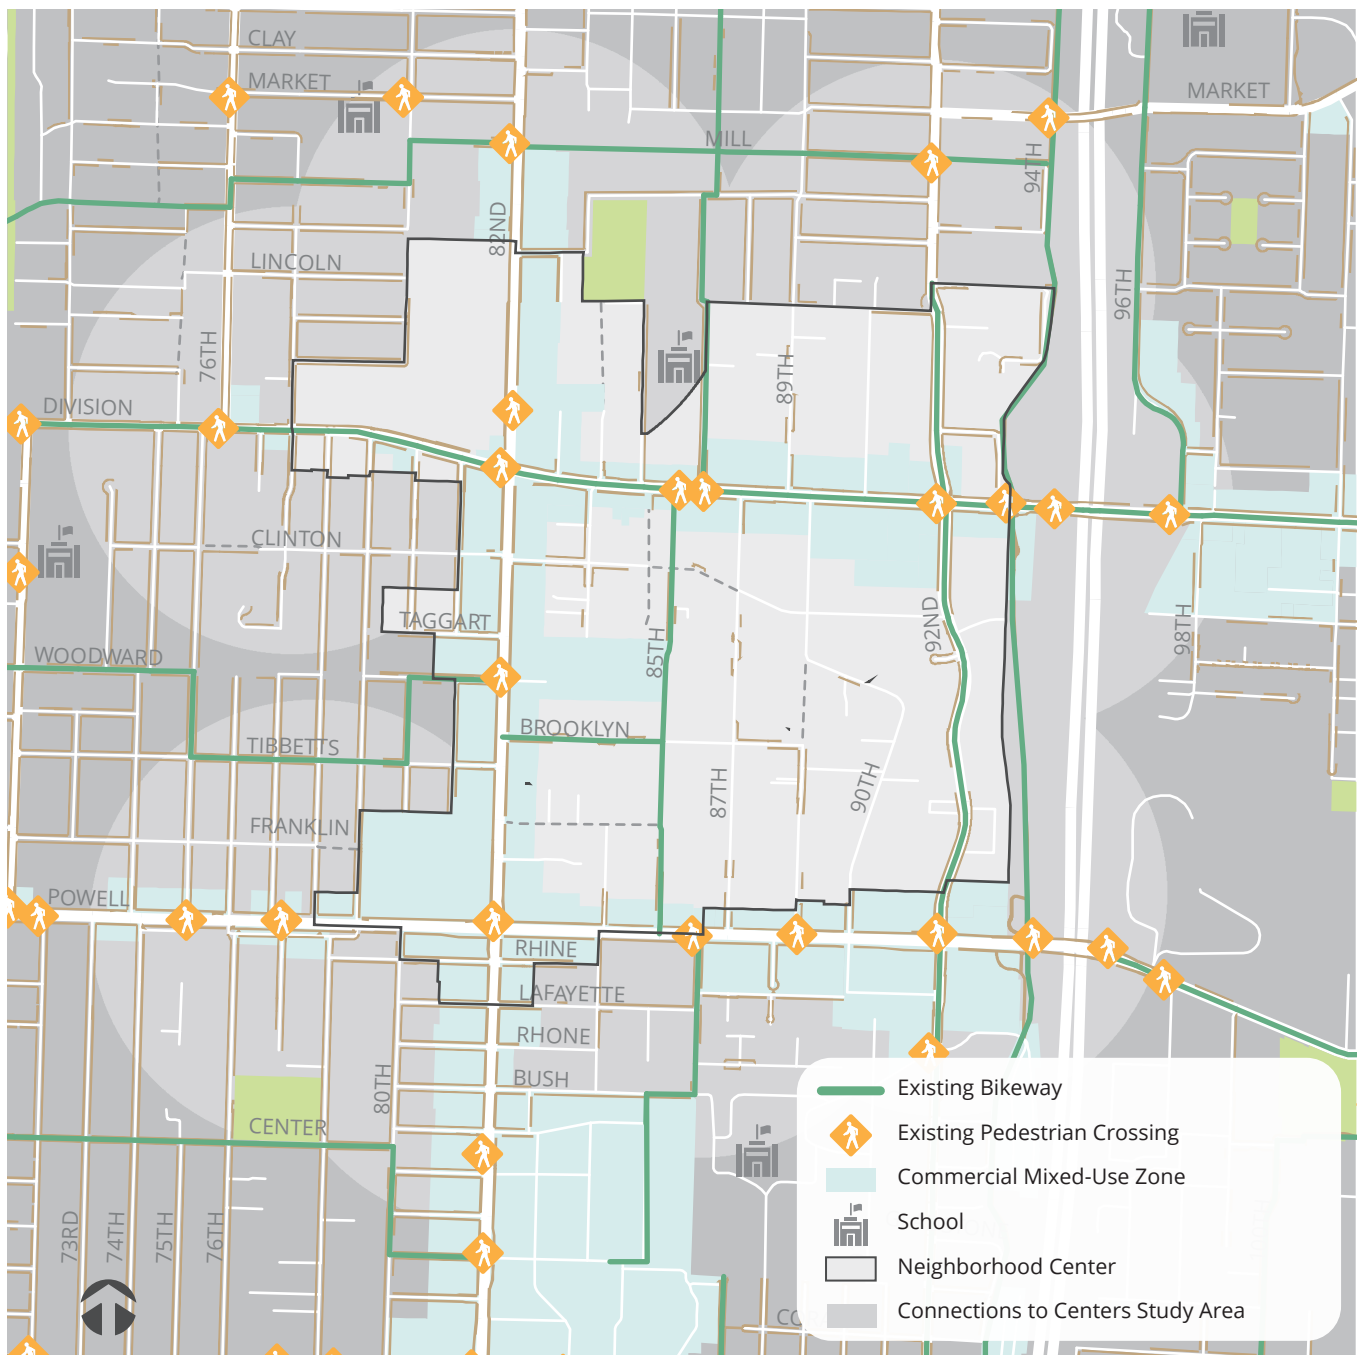 CLAY
MARKET
MARKET
MILL
94TH
82ND
LINCOLN
96TH
76TH
89TH
DIVISION
CLINTON
TAGGART
92ND
98TH
85TH
WOODWARD
BROOKLYN
TIBBETTS
87TH
90TH
FRANKLIN
POWELL
RHINE
LAFAYETTE
RHONE
BUSH
80TH
CENTER
73RD
74TH
75TH
76TH
Existing Bikeway
Existing Pedestrian Crossing
Commercial Mixed-Use Zone
School
Neighborhood Center
Connections to Centers Study Area